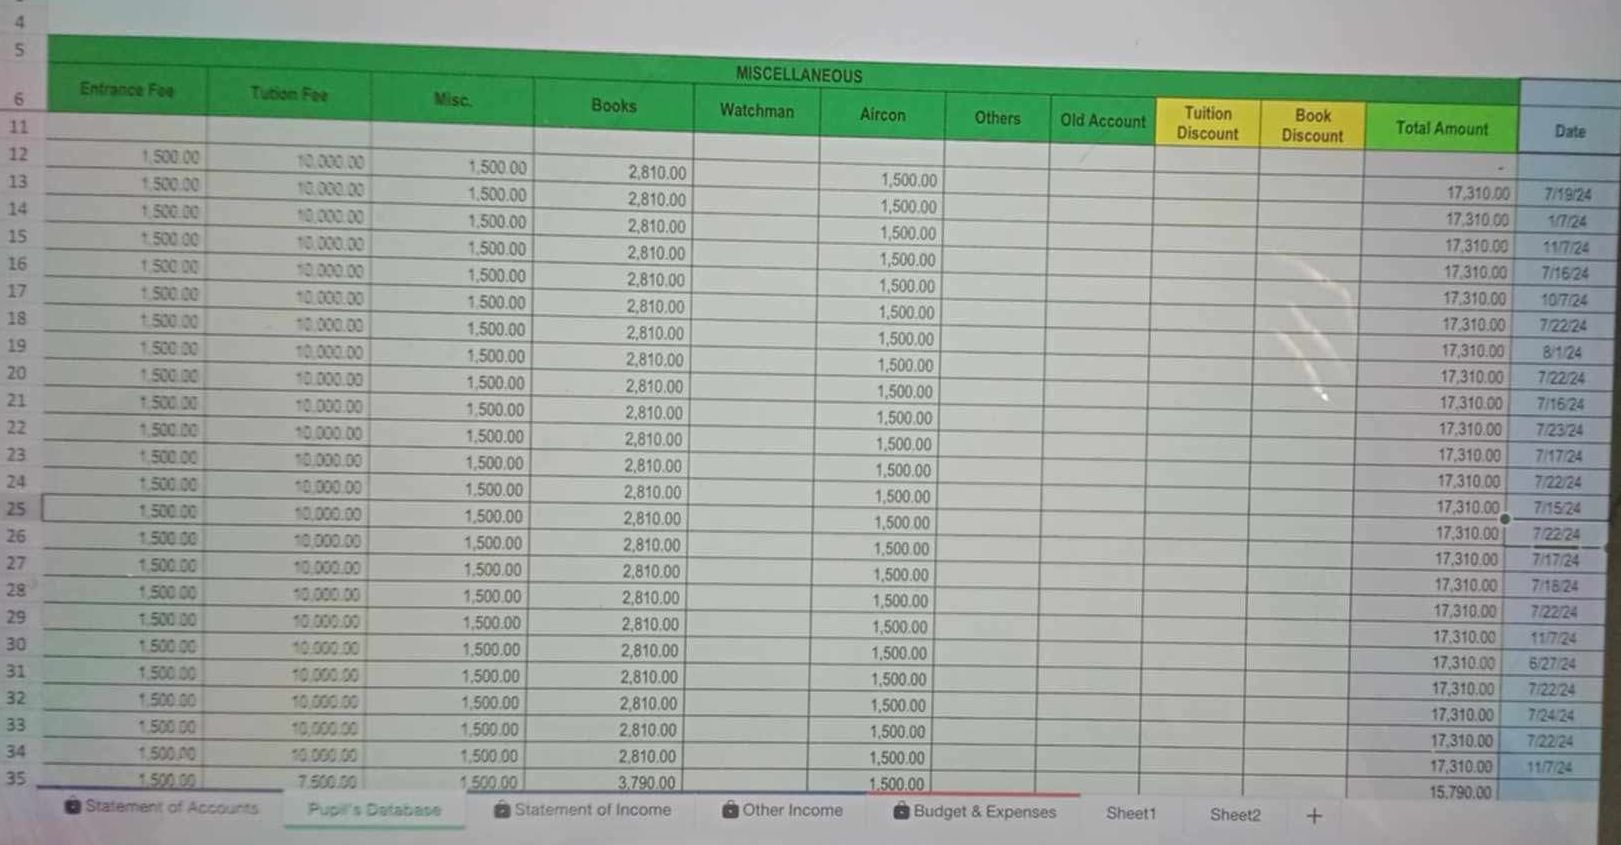 4
5 MISCELLANEOUS
6 Entrance Fee Tution Fee Misc. Books Watchman Aircon Others Old Account Tuition Discount Book Discount Total Amount Date
11 -
12 1,500.00 10,000.00 1,500.00 2,810.00 1,500.00 17,310.00 7/19/24
13 1,500.00 10,000.00 1,500.00 2,810.00 1,500.00 17,310.00 1/7/24
14 1,500.00 10,000.00 1,500.00 2,810.00 1,500.00 17,310.00 11/7/24
15 1,500.00 10,000.00 1,500.00 2,810.00 1,500.00 17,310.00 7/16/24
16 1,500.00 10,000.00 1,500.00 2,810.00 1,500.00 17,310.00 10/7/24
17 1,500.00 10,000.00 1,500.00 2,810.00 1,500.00 17,310.00 7/22/24
18 1,500.00 10,000.00 1,500.00 2,810.00 1,500.00 17,310.00 8/1/24
19 1,500.00 10,000.00 1,500.00 2,810.00 1,500.00 17,310.00 7/22/24
20 1,500.00 10,000.00 1,500.00 2,810.00 1,500.00 17,310.00 7/16/24
21 1,500.00 10,000.00 1,500.00 2,810.00 1,500.00 17,310.00 7/23/24
22 1,500.00 10,000.00 1,500.00 2,810.00 1,500.00 17,310.00 7/17/24
23 1,500.00 10,000.00 1,500.00 2,810.00 1,500.00 17,310.00 7/22/24
24 1,500.00 10,000.00 1,500.00 2,810.00 1,500.00 17,310.00 7/15/24
25 1,500.00 10,000.00 1,500.00 2,810.00 1,500.00 17,310.00 7/22/24
26 1,500.00 10,000.00 1,500.00 2,810.00 1,500.00 17,310.00 7/17/24
27 1,500.00 10,000.00 1,500.00 2,810.00 1,500.00 17,310.00 7/18/24
28 1,500.00 10,000.00 1,500.00 2,810.00 1,500.00 17,310.00 7/22/24
29 1,500.00 10,000.00 1,500.00 2,810.00 1,500.00 17,310.00 11/7/24
30 1,500.00 10,000.00 1,500.00 2,810.00 1,500.00 17,310.00 6/27/24
31 1,500.00 10,000.00 1,500.00 2,810.00 1,500.00 17,310.00 7/22/24
32 1,500.00 10,000.00 1,500.00 2,810.00 1,500.00 17,310.00 7/24/24
33 1,500.00 10,000.00 1,500.00 2,810.00 1,500.00 17,310.00 7/22/24
34 1,500.00 10,000.00 1,500.00 2,810.00 1,500.00 17,310.00 11/7/24
35 1,500.00 7,500.00 1,500.00 3,790.00 1,500.00 15,790.00
Statement of Accounts Pupil's Database Statement of Income Other Income Budget & Expenses Sheet1 Sheet2 +